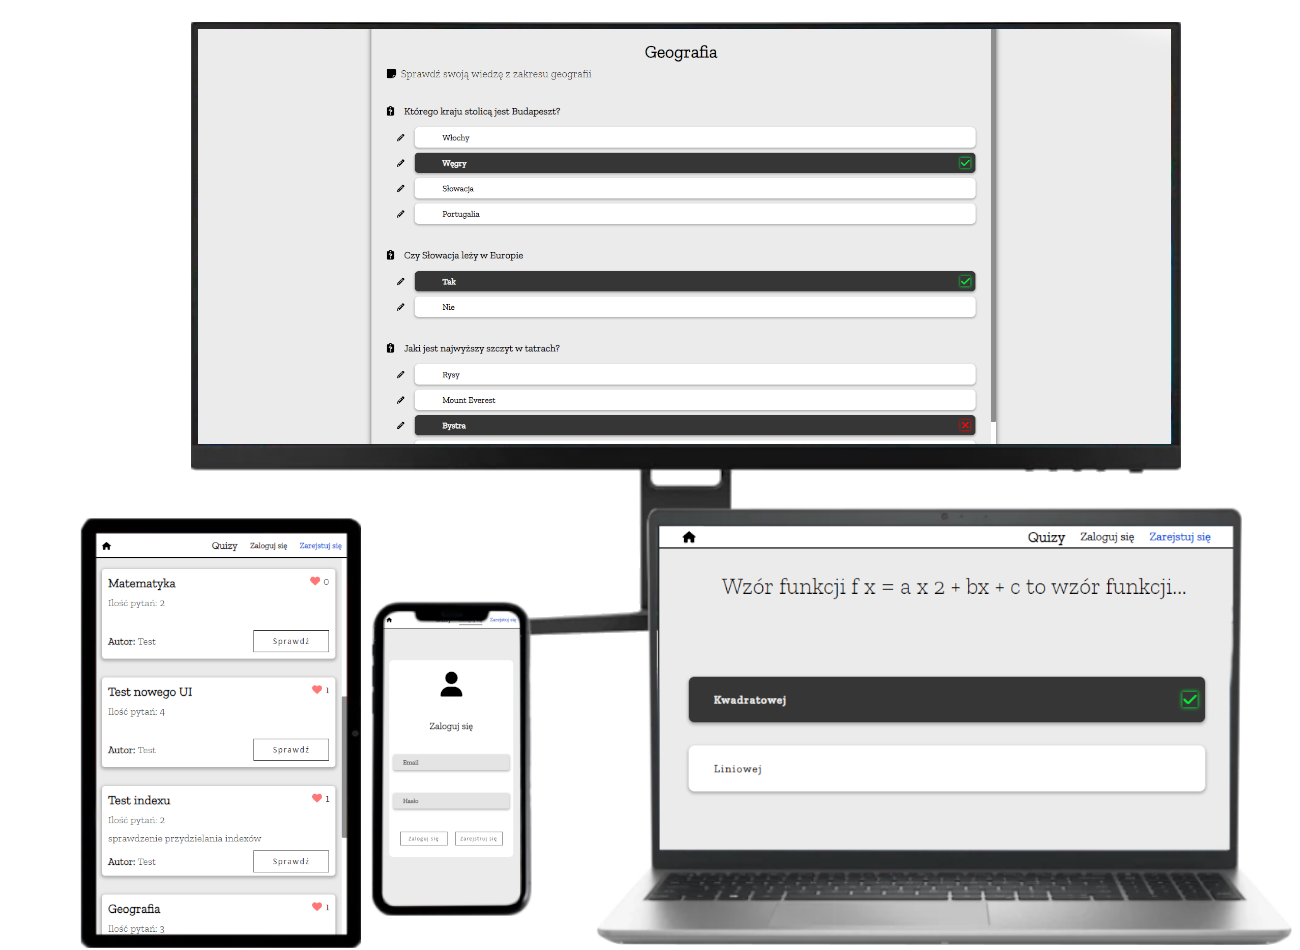 Geografia
Sprawdź swoją wiedzę z zakresu geografii
Którego kraju stolicą jest Budapeszt?
Włochy
Węgry
Słowacja
Portugalia
Czy Słowacja leży w Europie
Tak
Nie
Jaki jest najwyższy szczyt w tatrach?
Rysy
Mount Everest
Bystra
Quizy Zaloguj się Zarejstuj się
Matematyka 0
Ilość pytań: 2
Autor: Test Sprawdź
Test nowego UI 1
Ilość pytań: 4
Autor: Test Sprawdź
Test indexu 1
Ilość pytań: 2
sprawdzenie przydzielania indexów
Autor: Test Sprawdź
Geografia 1
Ilość pytań: 3
Zarejstuj się
Zaloguj się
Email
Hasło
Zaloguj się Zarejstruj się
Quizy Zaloguj się Zarejstuj się
Wzór funkcji f x = a x 2 + bx + c to wzór funkcji...
Kwadratowej
Liniowej